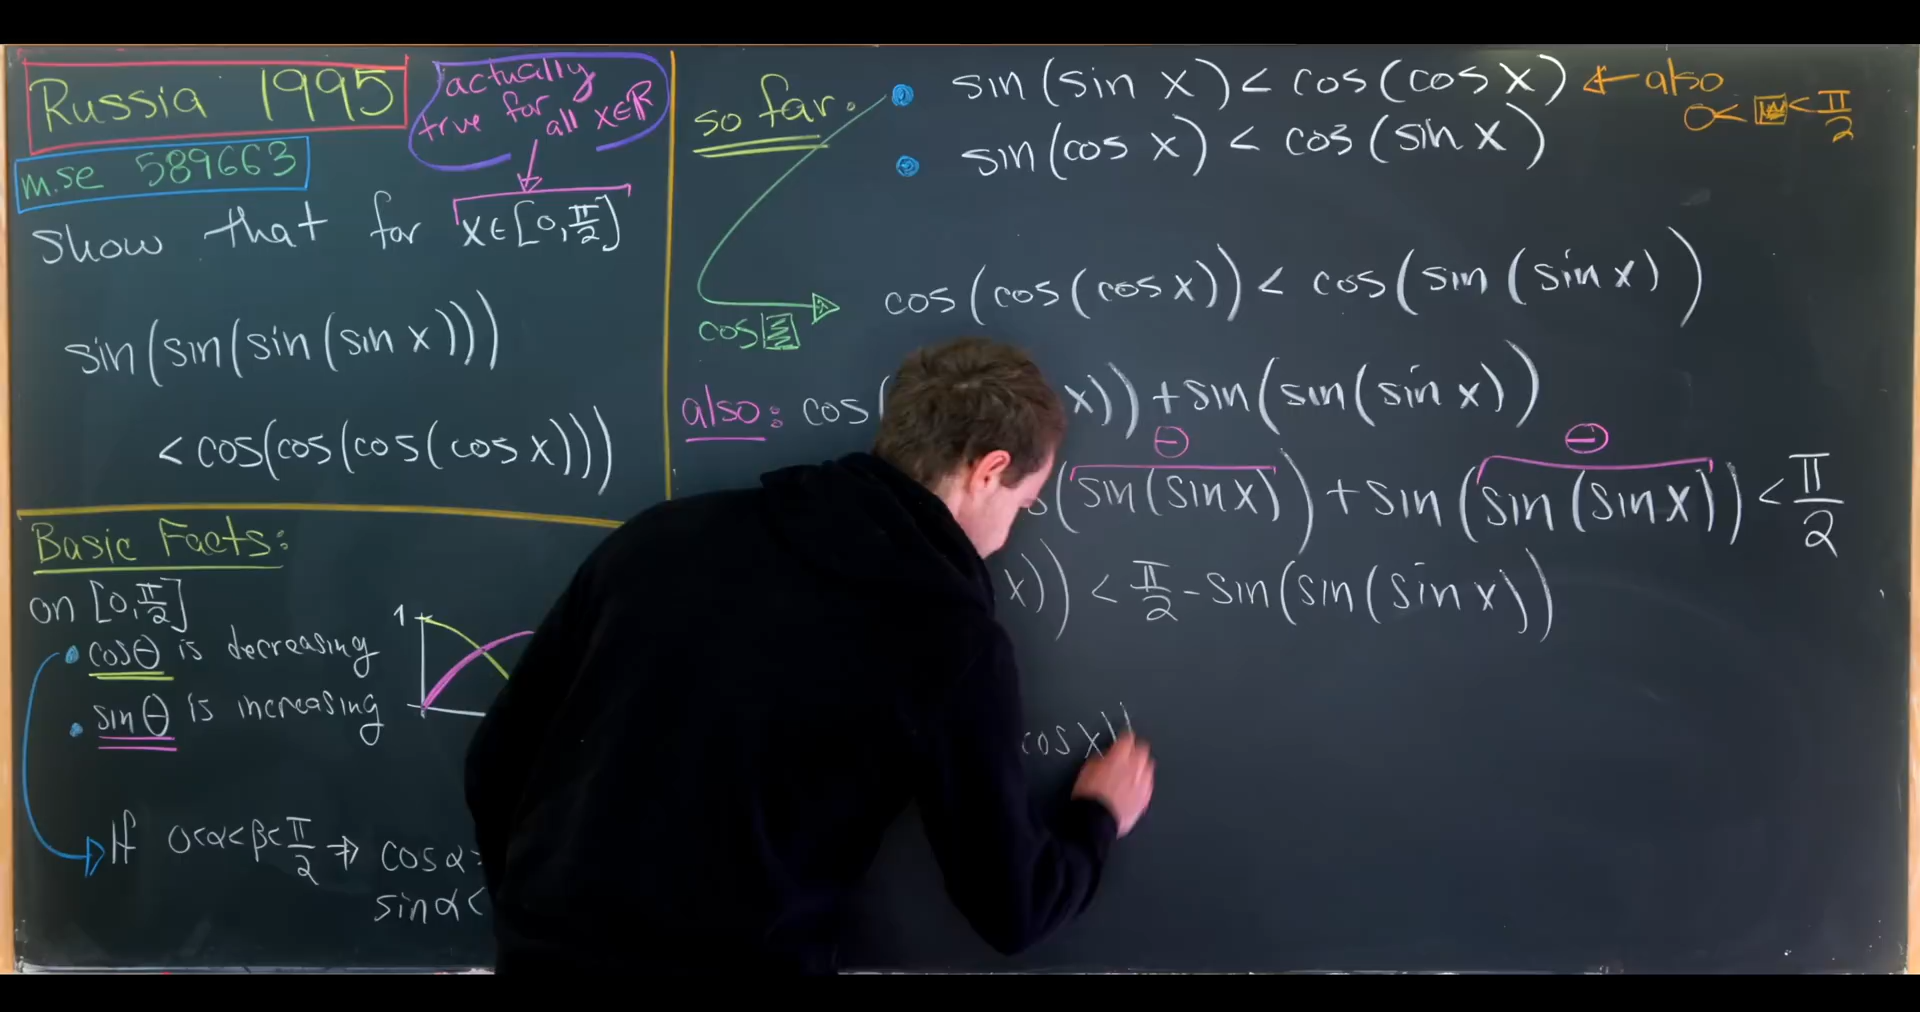 Russia 1995
m.se 589663
actually
true for
all x∈ℝ
Show that for x∈[0,π/2]
sin(sin(sin(sin x)))
< cos(cos(cos(cos x)))
Basic Facts:
on [0,π/2]
• cosθ is decreasing
• sinθ is increasing
1
If 0<α<β<π/2 ⇒ cos α
sin α <
so far:
• sin(sin x) < cos(cos x) ← also
0< □ <π/2
• sin(cos x) < cos(sin x)
cos □
cos(cos(cos x)) < cos(sin(sin x))
also: cos( x)) + sin(sin(sin x))
θ θ
(sin(sin x)) + sin(sin(sin x)) < π/2
x)) < π/2 - sin(sin(sin x))
cos x))